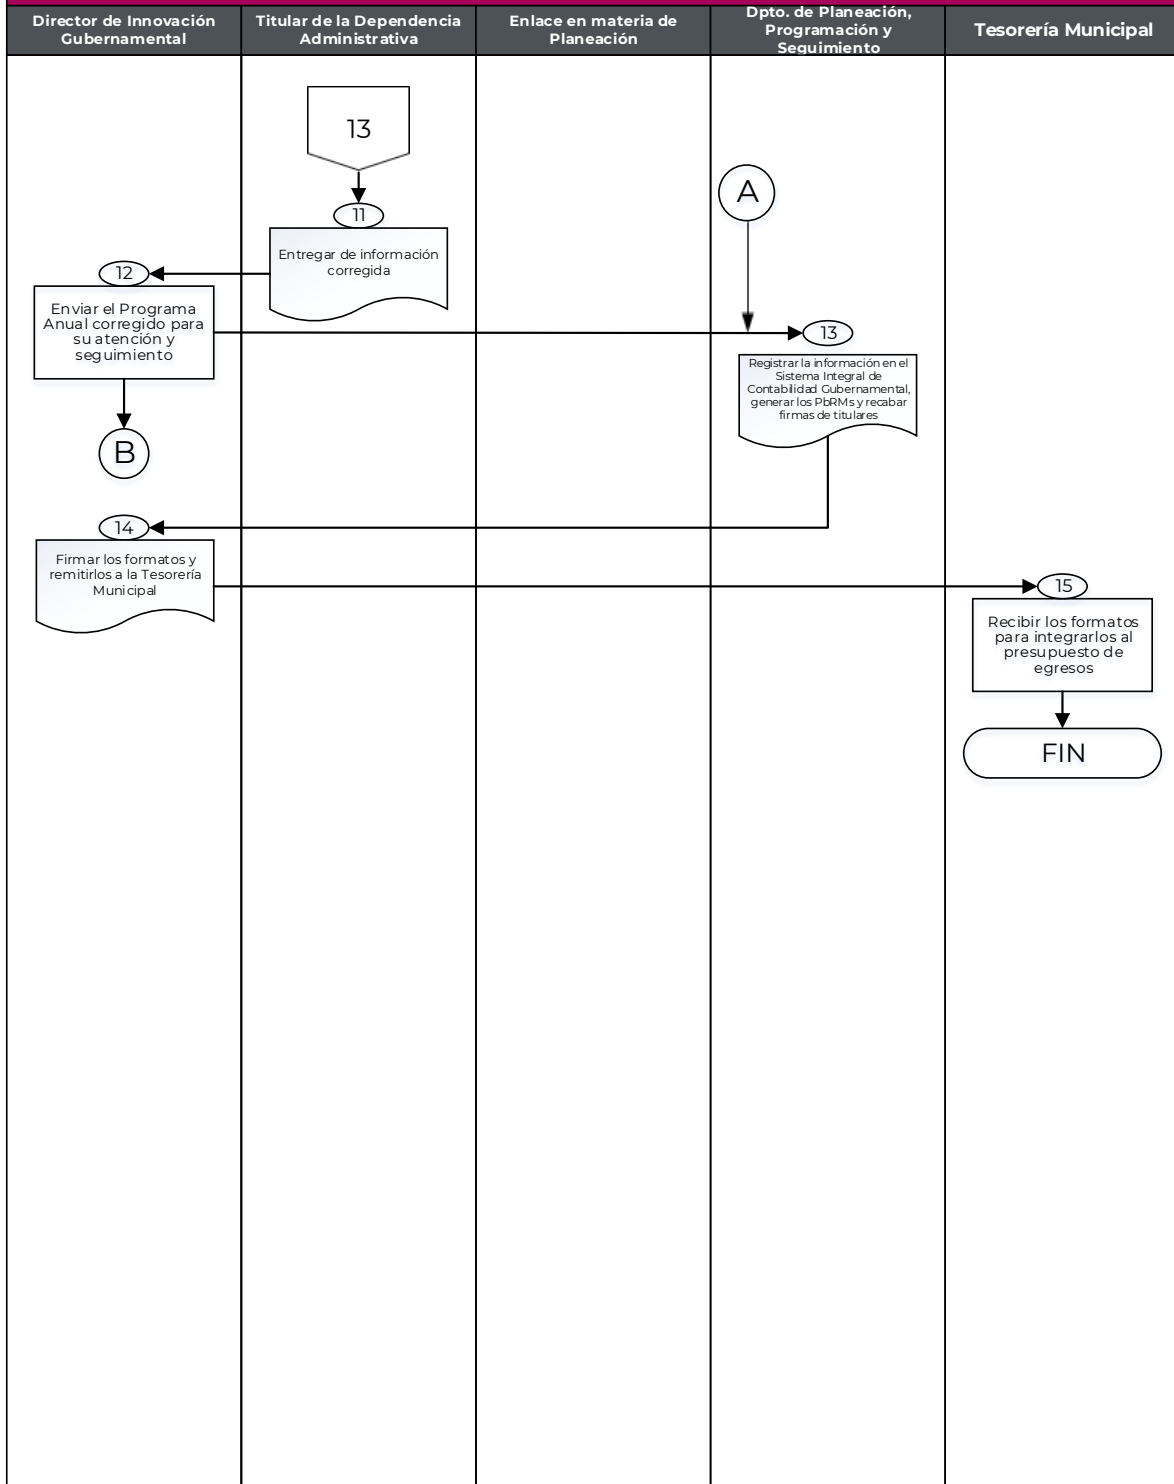 Director de Innovación
Gubernamental
Titular de la Dependencia
Administrativa
Enlace en materia de
Planeación
Dpto. de Planeación,
Programación y
Seguimiento
Tesorería Municipal
13
A
11
Entregar de información
corregida
12
Enviar el Programa
Anual corregido para
su atención y
seguimiento
13
Registrar la información en el
Sistema Integral de
Contabilidad Gubernamental,
generar los PbRMs y recabar
firmas de titulares
B
14
Firmar los formatos y
remitirlos a la Tesorería
Municipal
15
Recibir los formatos
para integrarlos al
presupuesto de
egresos
FIN